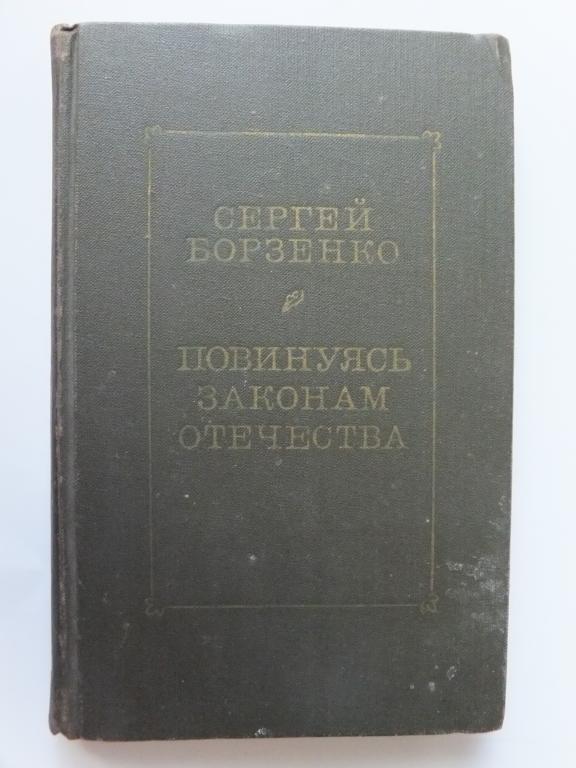 СЕРГЕЙ
БОРЗЕНКО
ПОВИНУЯСЬ
ЗАКОНАМ
ОТЕЧЕСТВА